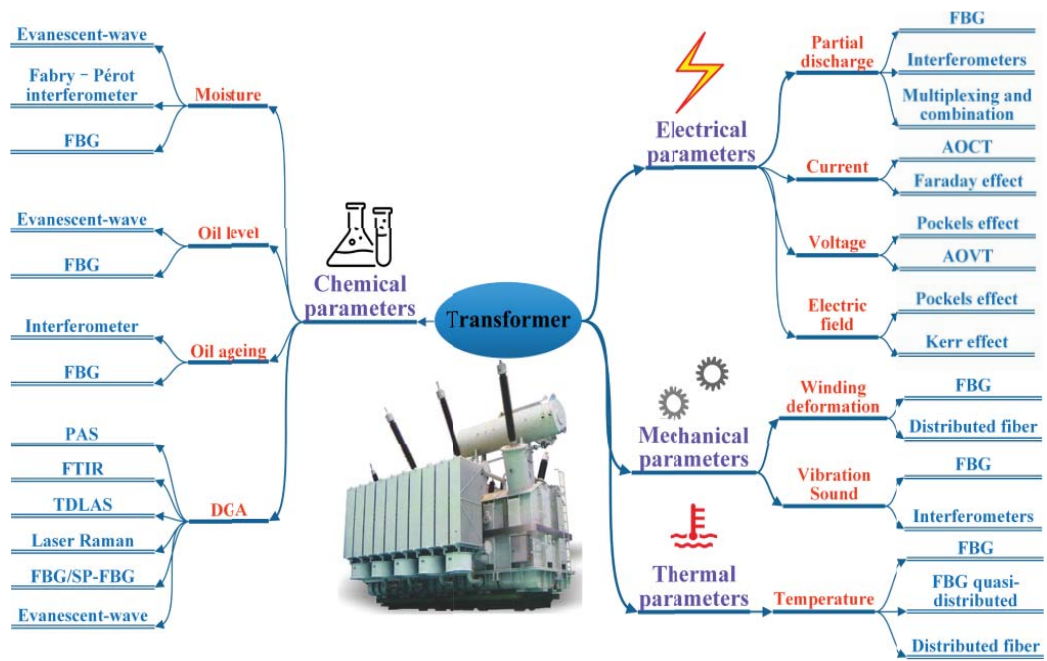 Evanescent-wave
Fabry – Pérot
interferometer
FBG
Moisture
Evanescent-wave
FBG
Oil level
Interferometer
FBG
Oil ageing
PAS
FTIR
TDLAS
Laser Raman
FBG/SP-FBG
Evanescent-wave
DGA
Chemical
parameters
Transformer
Electrical
parameters
Partial
discharge
FBG
Interferometers
Multiplexing and
combination
Current
AOCT
Faraday effect
Voltage
Pockels effect
AOVT
Electric
field
Pockels effect
Kerr effect
Mechanical
parameters
Winding
deformation
FBG
Distributed fiber
Vibration
Sound
FBG
Interferometers
Thermal
parameters
Temperature
FBG
FBG quasi-
distributed
Distributed fiber